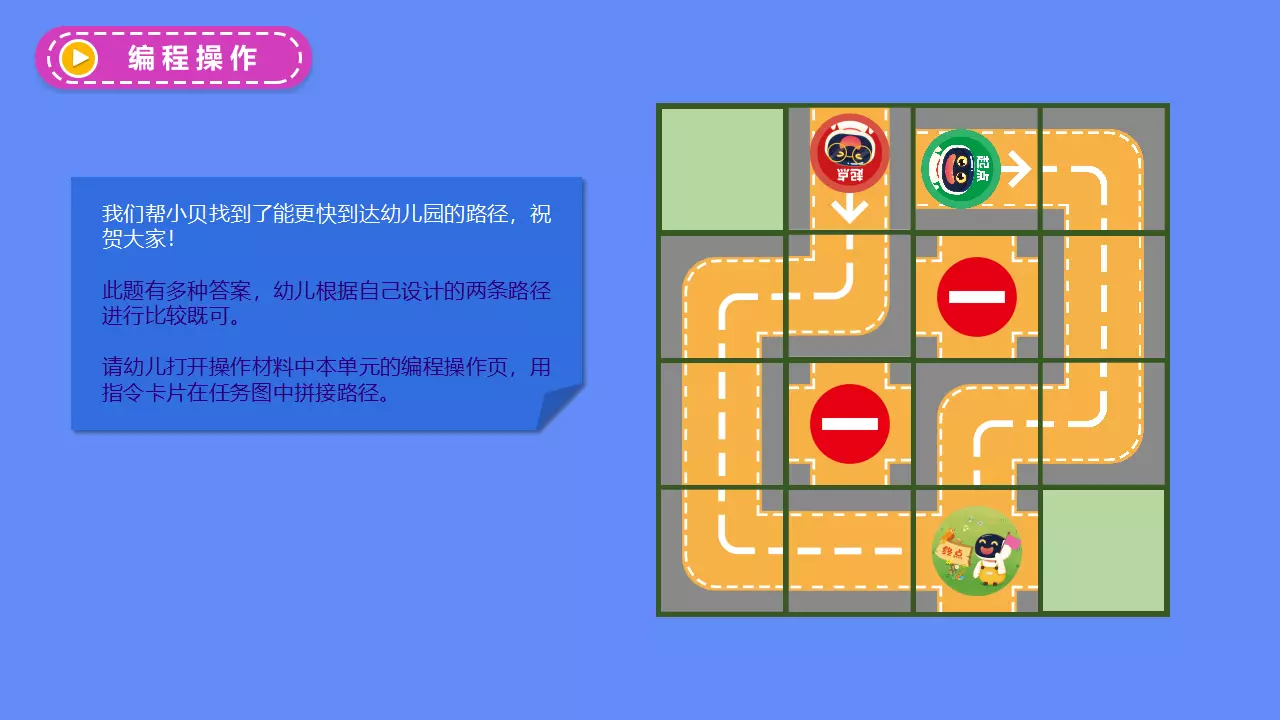 编程操作
我们帮小贝找到了能更快到达幼儿园的路径，祝
贺大家！
此题有多种答案，幼儿根据自己设计的两条路径
进行比较既可。
请幼儿打开操作材料中本单元的编程操作页，用
指令卡片在任务图中拼接路径。
起点
起点
终点